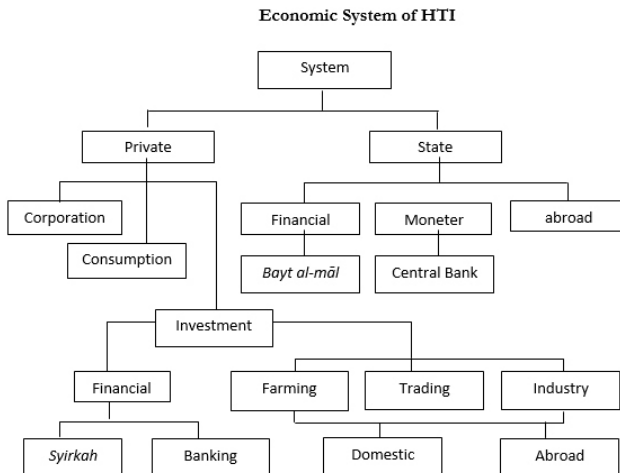 Economic System of HTI
System
Private
State
Corporation
Financial
Moneter
abroad
Consumption
Bayt al-māl
Central Bank
Investment
Financial
Farming
Trading
Industry
Syirkah
Banking
Domestic
Abroad